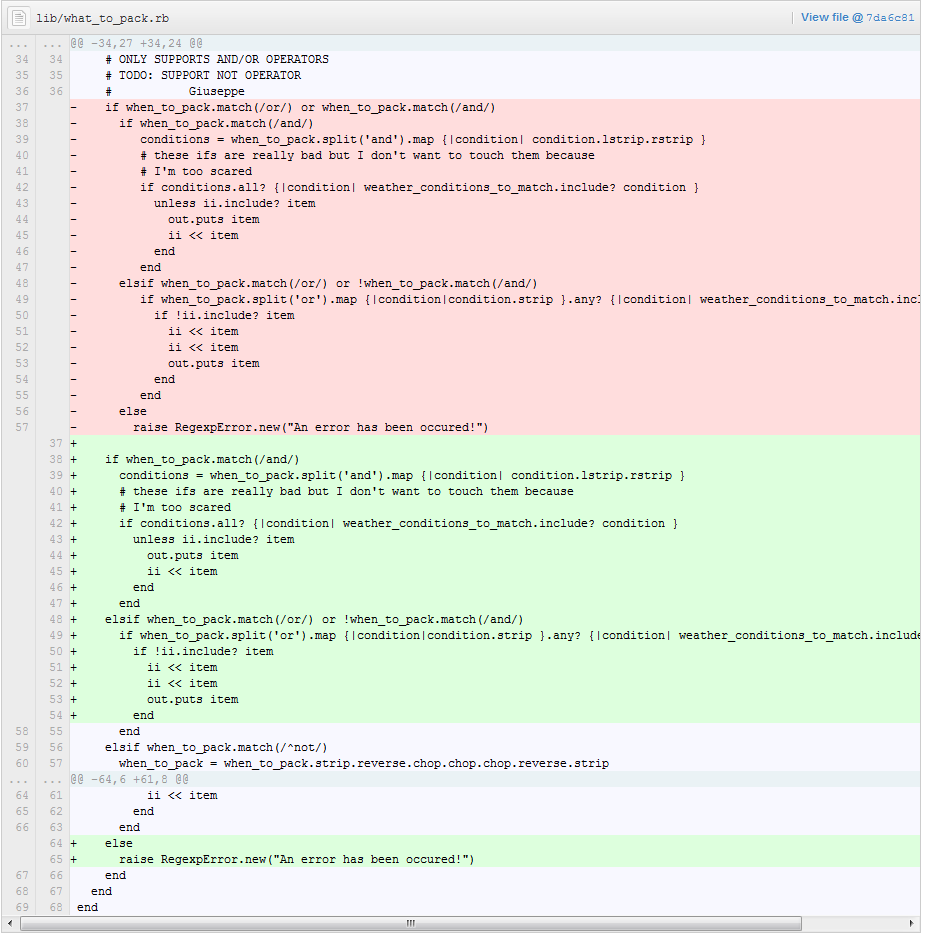 lib/what_to_pack.rb
View file @ 7da6c81
... ... @@ -34,27 +34,24 @@
34 34 # ONLY SUPPORTS AND/OR OPERATORS
35 35 # TODO: SUPPORT NOT OPERATOR
36 36 # Giuseppe
37 - if when_to_pack.match(/or/) or when_to_pack.match(/and/)
38 - if when_to_pack.match(/and/)
39 - conditions = when_to_pack.split('and').map {|condition| condition.lstrip.rstrip }
40 - # these ifs are really bad but I don't want to touch them because
41 - # I'm too scared
42 - if conditions.all? {|condition| weather_conditions_to_match.include? condition }
43 - unless ii.include? item
44 - out.puts item
45 - ii << item
46 - end
47 - end
48 - elsif when_to_pack.match(/or/) or !when_to_pack.match(/and/)
49 - if when_to_pack.split('or').map {|condition|condition.strip }.any? {|condition| weather_conditions_to_match.incl
50 - if !ii.include? item
51 - ii << item
52 - ii << item
53 - out.puts item
54 - end
55 - end
56 - else
57 - raise RegexpError.new("An error has been occured!")
37 +
38 + if when_to_pack.match(/and/)
39 + conditions = when_to_pack.split('and').map {|condition| condition.lstrip.rstrip }
40 + # these ifs are really bad but I don't want to touch them because
41 + # I'm too scared
42 + if conditions.all? {|condition| weather_conditions_to_match.include? condition }
43 + unless ii.include? item
44 + out.puts item
45 + ii << item
46 + end
47 + end
48 + elsif when_to_pack.match(/or/) or !when_to_pack.match(/and/)
49 + if when_to_pack.split('or').map {|condition|condition.strip }.any? {|condition| weather_conditions_to_match.include
50 + if !ii.include? item
51 + ii << item
52 + ii << item
53 + out.puts item
54 + end
58 55 end
59 56 elsif when_to_pack.match(/^not/)
60 57 when_to_pack = when_to_pack.strip.reverse.chop.chop.chop.reverse.strip
... ... @@ -64,6 +61,8 @@
64 61 ii << item
65 62 end
66 63 end
64 + else
65 + raise RegexpError.new("An error has been occured!")
67 66 end
68 67 end
69 68 end